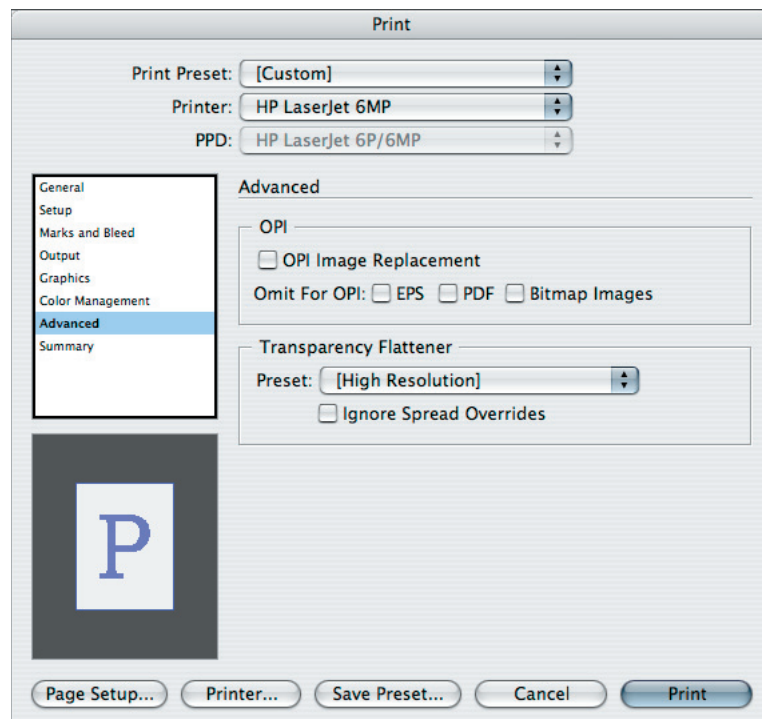 Print
Print Preset: [Custom]
Printer: HP LaserJet 6MP
PPD: HP LaserJet 6P/6MP
General
Setup
Marks and Bleed
Output
Graphics
Color Management
Advanced
Summary
Advanced
OPI
OPI Image Replacement
Omit For OPI: EPS PDF Bitmap Images
Transparency Flattener
Preset: [High Resolution]
Ignore Spread Overrides
P
Page Setup... Printer... Save Preset... Cancel Print